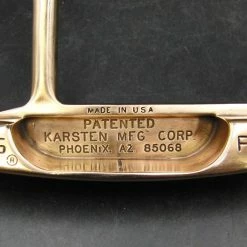 MADE IN USA
PATENTED
KARSTEN MFG CORP.
PHOENIX, AZ. 85068
®